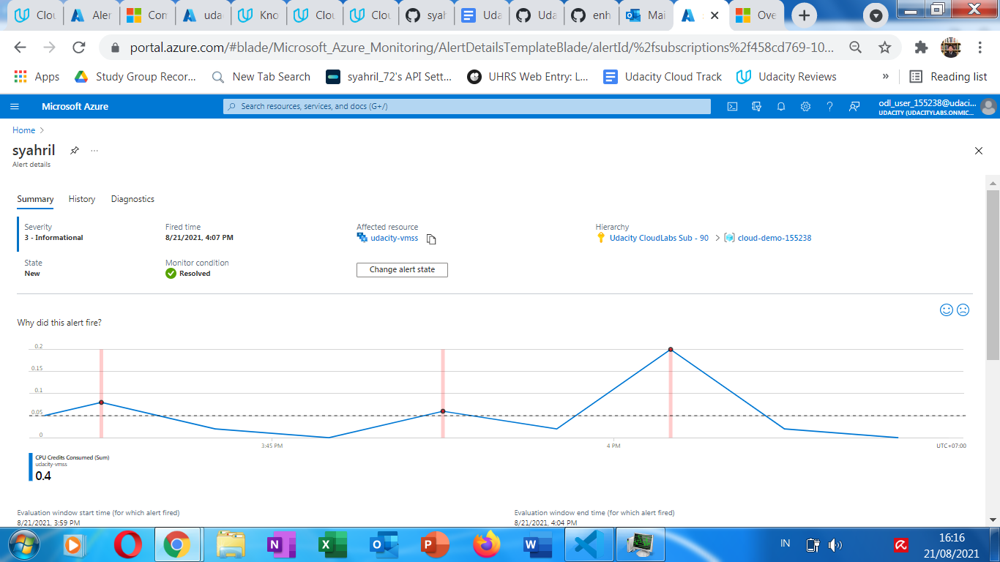 Clou
Aler
Com
uda
Kno
Clou
Clou
syah
Uda
Uda
enh
Mai
Ove
portal.azure.com/#blade/Microsoft_Azure_Monitoring/AlertDetailsTemplateBlade/alertId/%2fsubscriptions%2f458cd769-10...
Apps
Study Group Recor...
New Tab Search
syahril_72's API Sett...
UHRS Web Entry: L...
Udacity Cloud Track
Udacity Reviews
»
Reading list
Microsoft Azure
Search resources, services, and docs (G+/)
odl_user_155238@udaci...
UDACITY (UDACITYLABS.ONMIC...
Home >
syahril
...
Alert details
Summary
History
Diagnostics
Severity
3 - Informational
Fired time
8/21/2021, 4:07 PM
Affected resource
udacity-vmss
Hierarchy
Udacity CloudLabs Sub - 90 > cloud-demo-155238
State
New
Monitor condition
Resolved
Change alert state
Why did this alert fire?
0.2
0.15
0.1
0.05
0
3:45 PM
4 PM
UTC+07:00
CPU Credits Consumed (Sum)
udacity-vmss
0.4
Evaluation window start time (for which alert fired)
8/21/2021, 3:59 PM
Evaluation window end time (for which alert fired)
8/21/2021, 4:04 PM
IN
16:16
21/08/2021